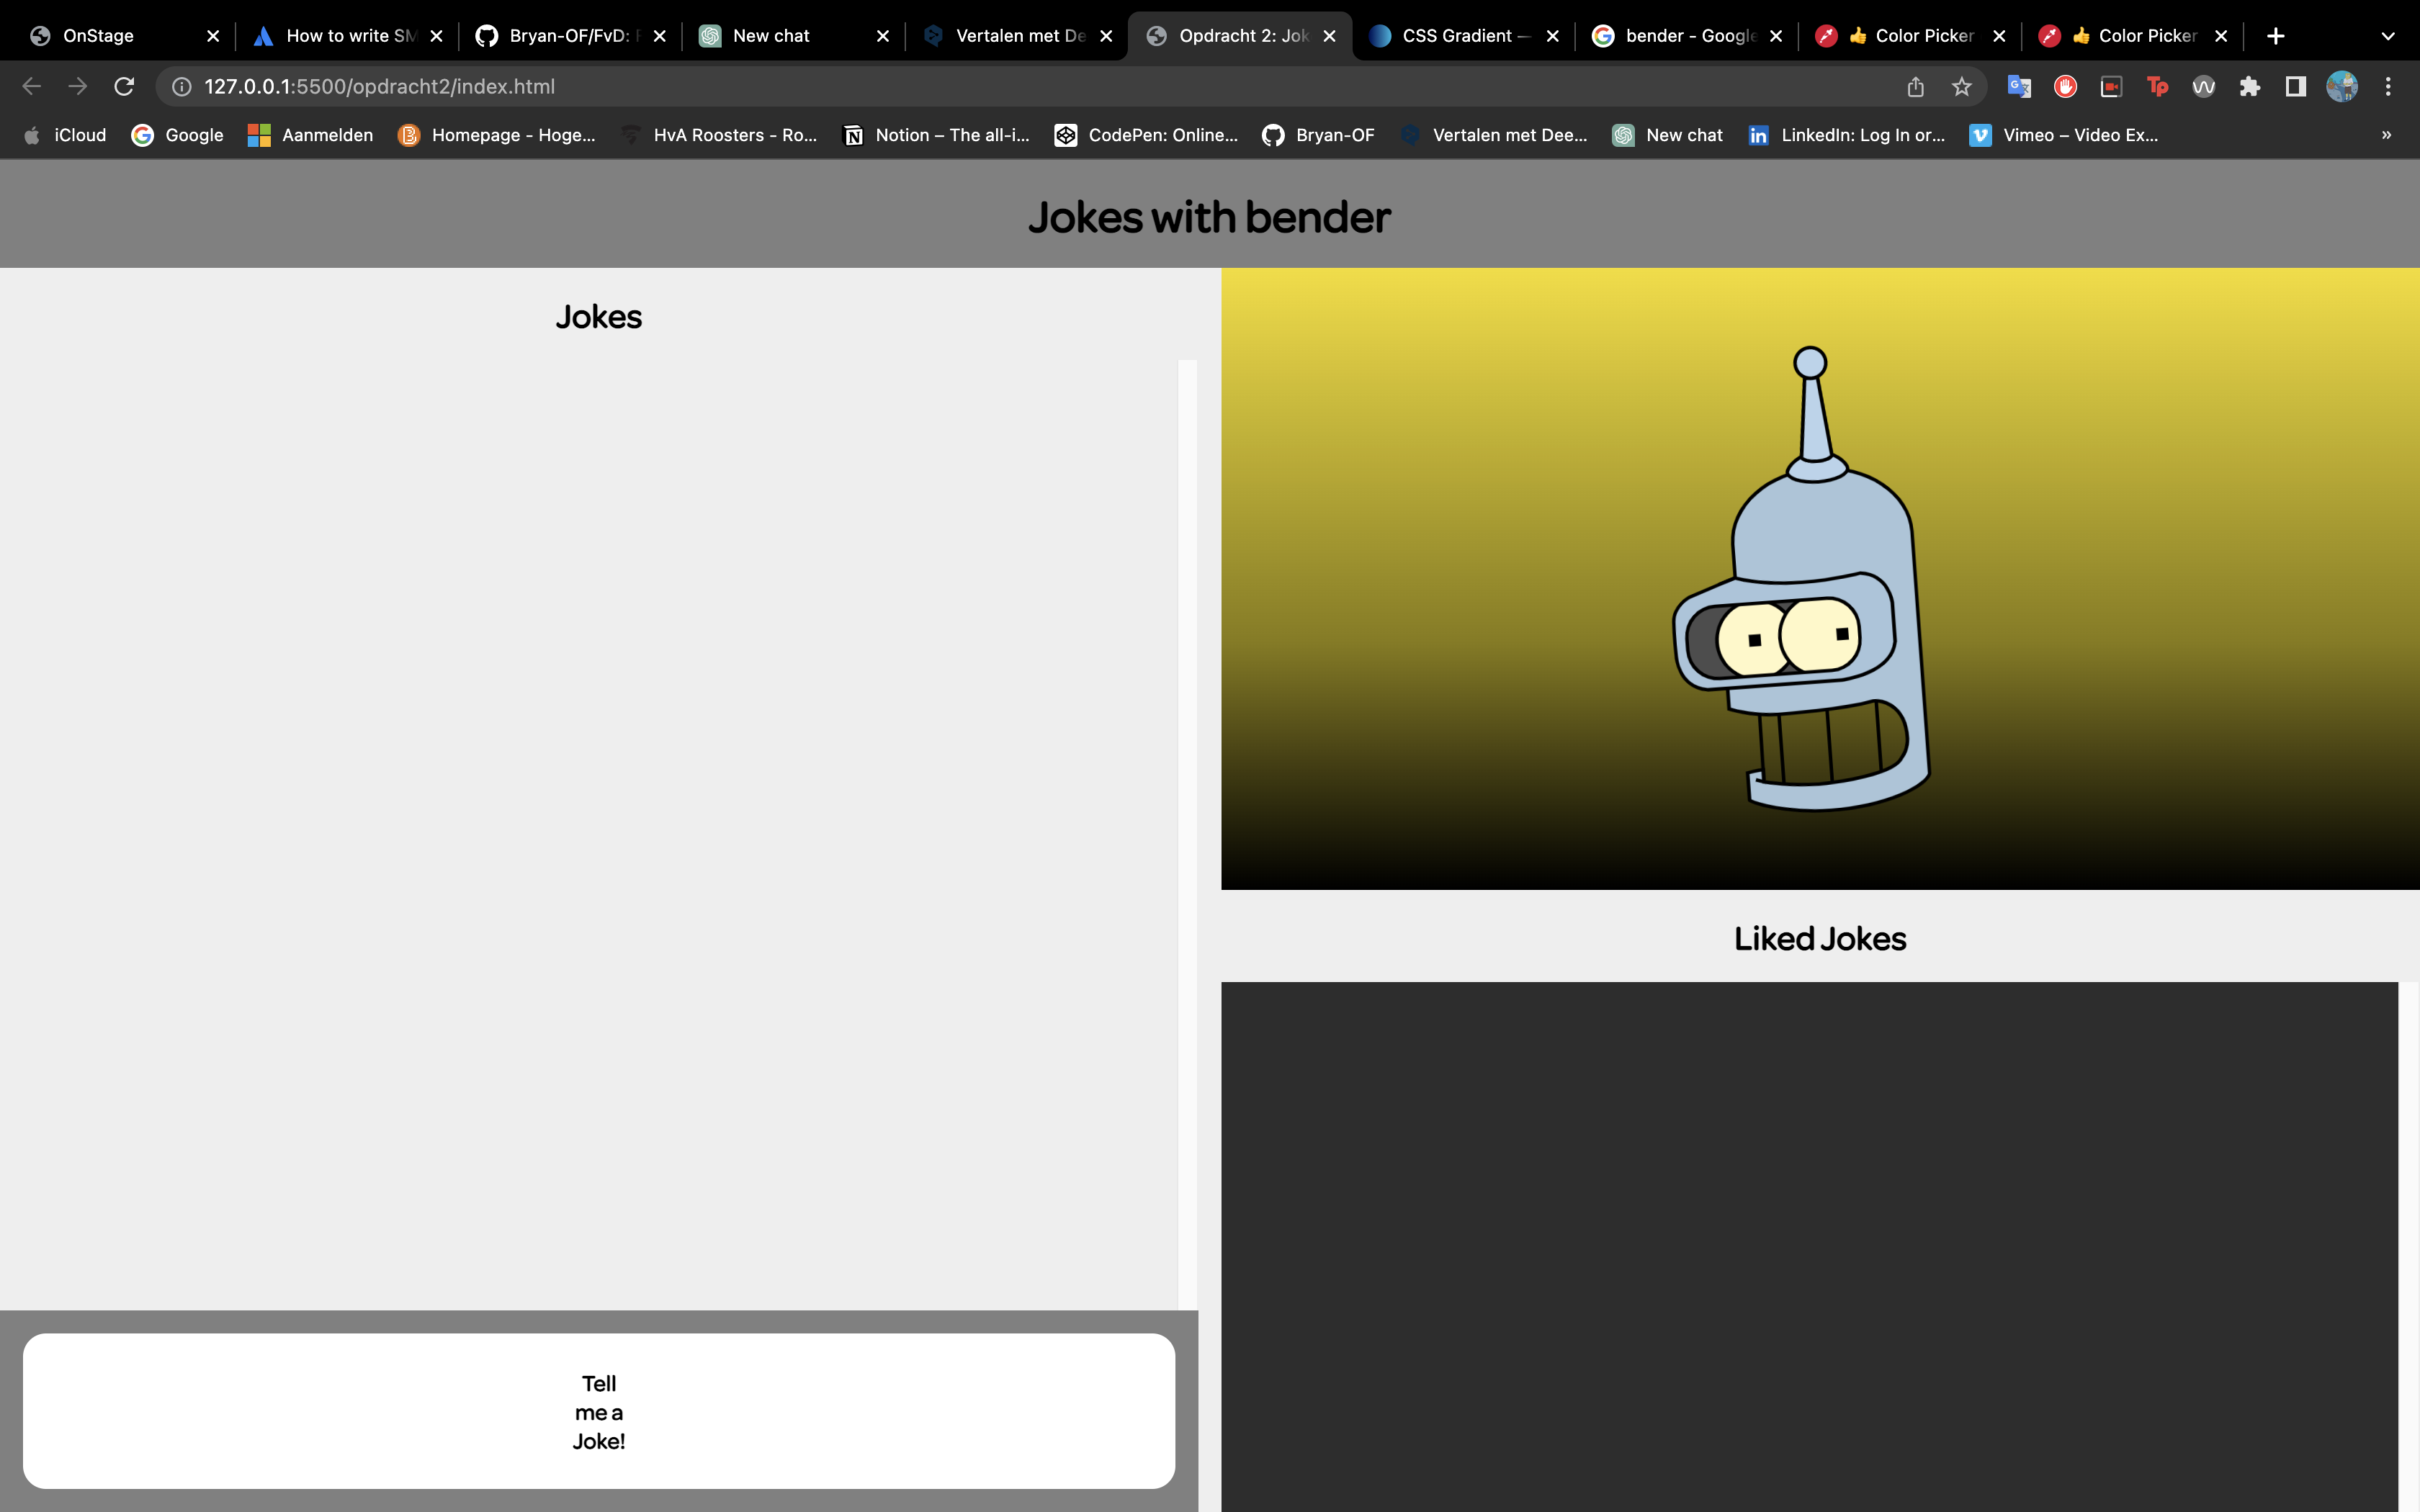 OnStage
How to write SM
Bryan-OF/FvD: F
New chat
Vertalen met De
Opdracht 2: Jok
CSS Gradient —
bender - Google
👍 Color Picker
👍 Color Picker
127.0.0.1:5500/opdracht2/index.html
iCloud
Google
Aanmelden
Homepage - Hoge...
HvA Roosters - Ro...
Notion – The all-i...
CodePen: Online...
Bryan-OF
Vertalen met Dee...
New chat
LinkedIn: Log In or...
Vimeo – Video Ex...
»
Jokes with bender
Jokes
Liked Jokes
Tell
me a
Joke!